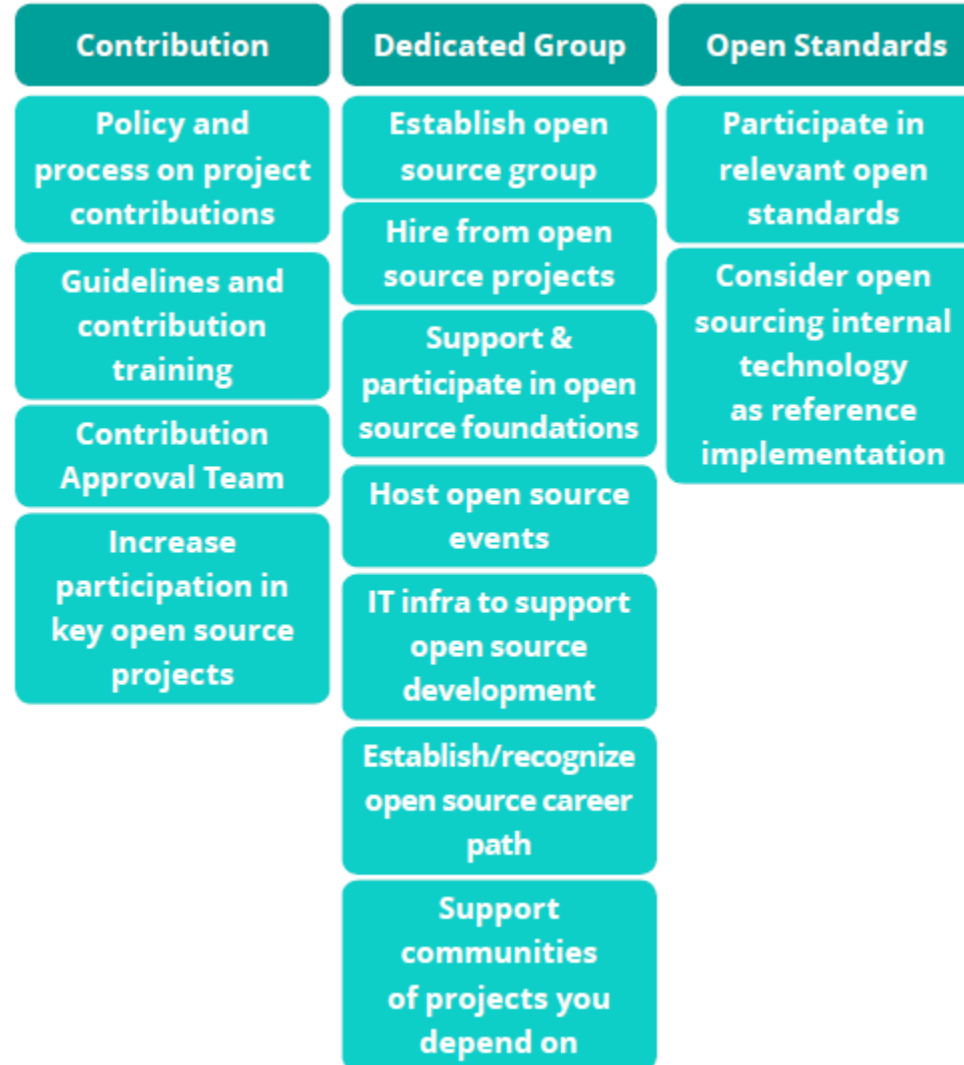 Contribution
Policy and
process on project
contributions
Guidelines and
contribution
training
Contribution
Approval Team
Increase
participation in
key open source
projects
Dedicated Group
Establish open
source group
Hire from open
source projects
Support &
participate in open
source foundations
Host open source
events
IT infra to support
open source
development
Establish/recognize
open source career
path
Support
communities
of projects you
depend on
Open Standards
Participate in
relevant open
standards
Consider open
sourcing internal
technology
as reference
implementation